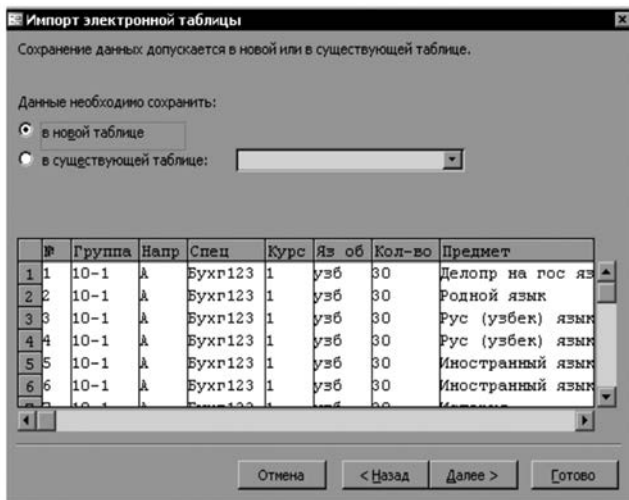 Импорт электронной таблицы
Сохранение данных допускается в новой или в существующей таблице.
Данные необходимо сохранить:
в новой таблице
в существующей таблице:
№ Группа Напр Спец Курс Яз об Кол-во Предмет
1 1 10-1 А Бухг123 1 узб 30 Делопр на гос яз
2 2 10-1 А Бухг123 1 узб 30 Родной язык
3 3 10-1 А Бухг123 1 узб 30 Рус (узбек) язык
4 4 10-1 А Бухг123 1 узб 30 Рус (узбек) язык
5 5 10-1 А Бухг123 1 узб 30 Иностранный язык
6 6 10-1 А Бухг123 1 узб 30 Иностранный язык
Отмена < Назад Далее > Готово